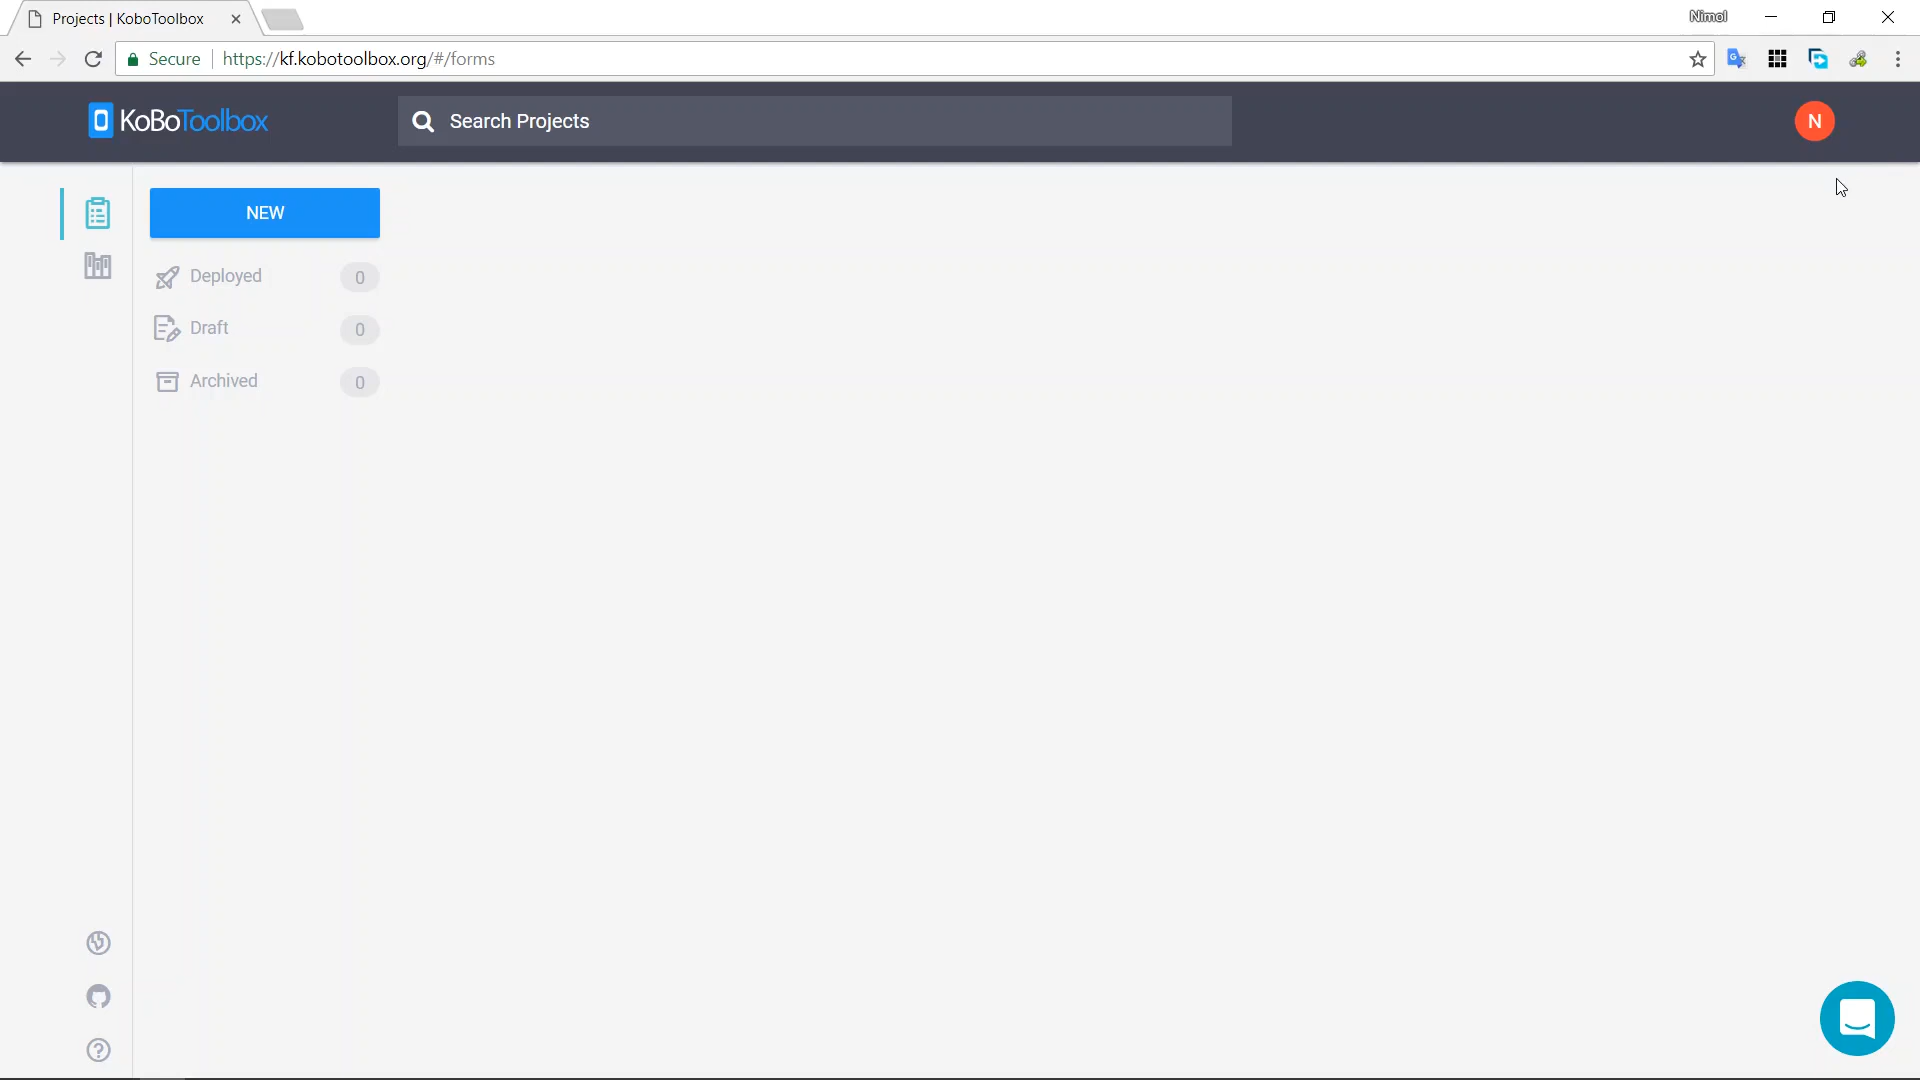 Projects | KoboToolbox
Nimol
Secure
https://kf.kobotoolbox.org/#/forms
KoBoToolbox
Search Projects
N
NEW
Deployed 0
Draft 0
Archived 0